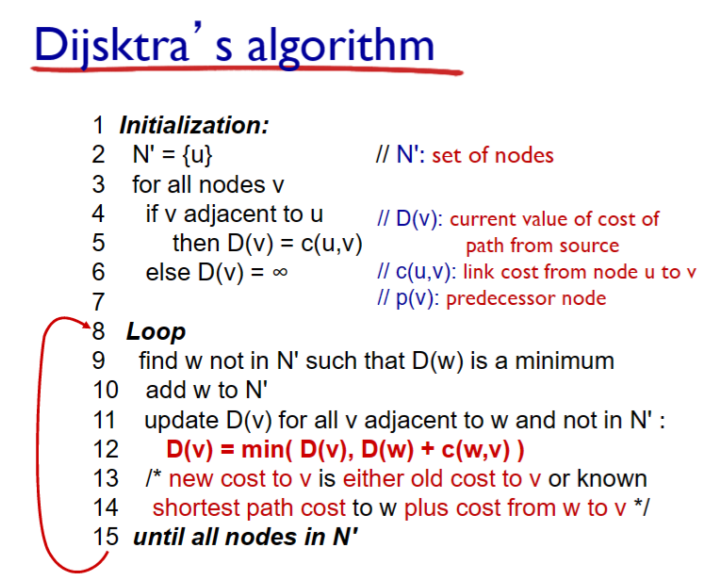 Dijsktra’s algorithm
1 Initialization:
2 N' = {u} // N': set of nodes
3 for all nodes v
4 if v adjacent to u // D(v): current value of cost of
5 then D(v) = c(u,v) path from source
6 else D(v) = ∞ // c(u,v): link cost from node u to v
7 // p(v): predecessor node
8 Loop
9 find w not in N' such that D(w) is a minimum
10 add w to N'
11 update D(v) for all v adjacent to w and not in N' :
12 D(v) = min( D(v), D(w) + c(w,v) )
13 /* new cost to v is either old cost to v or known
14 shortest path cost to w plus cost from w to v */
15 until all nodes in N'